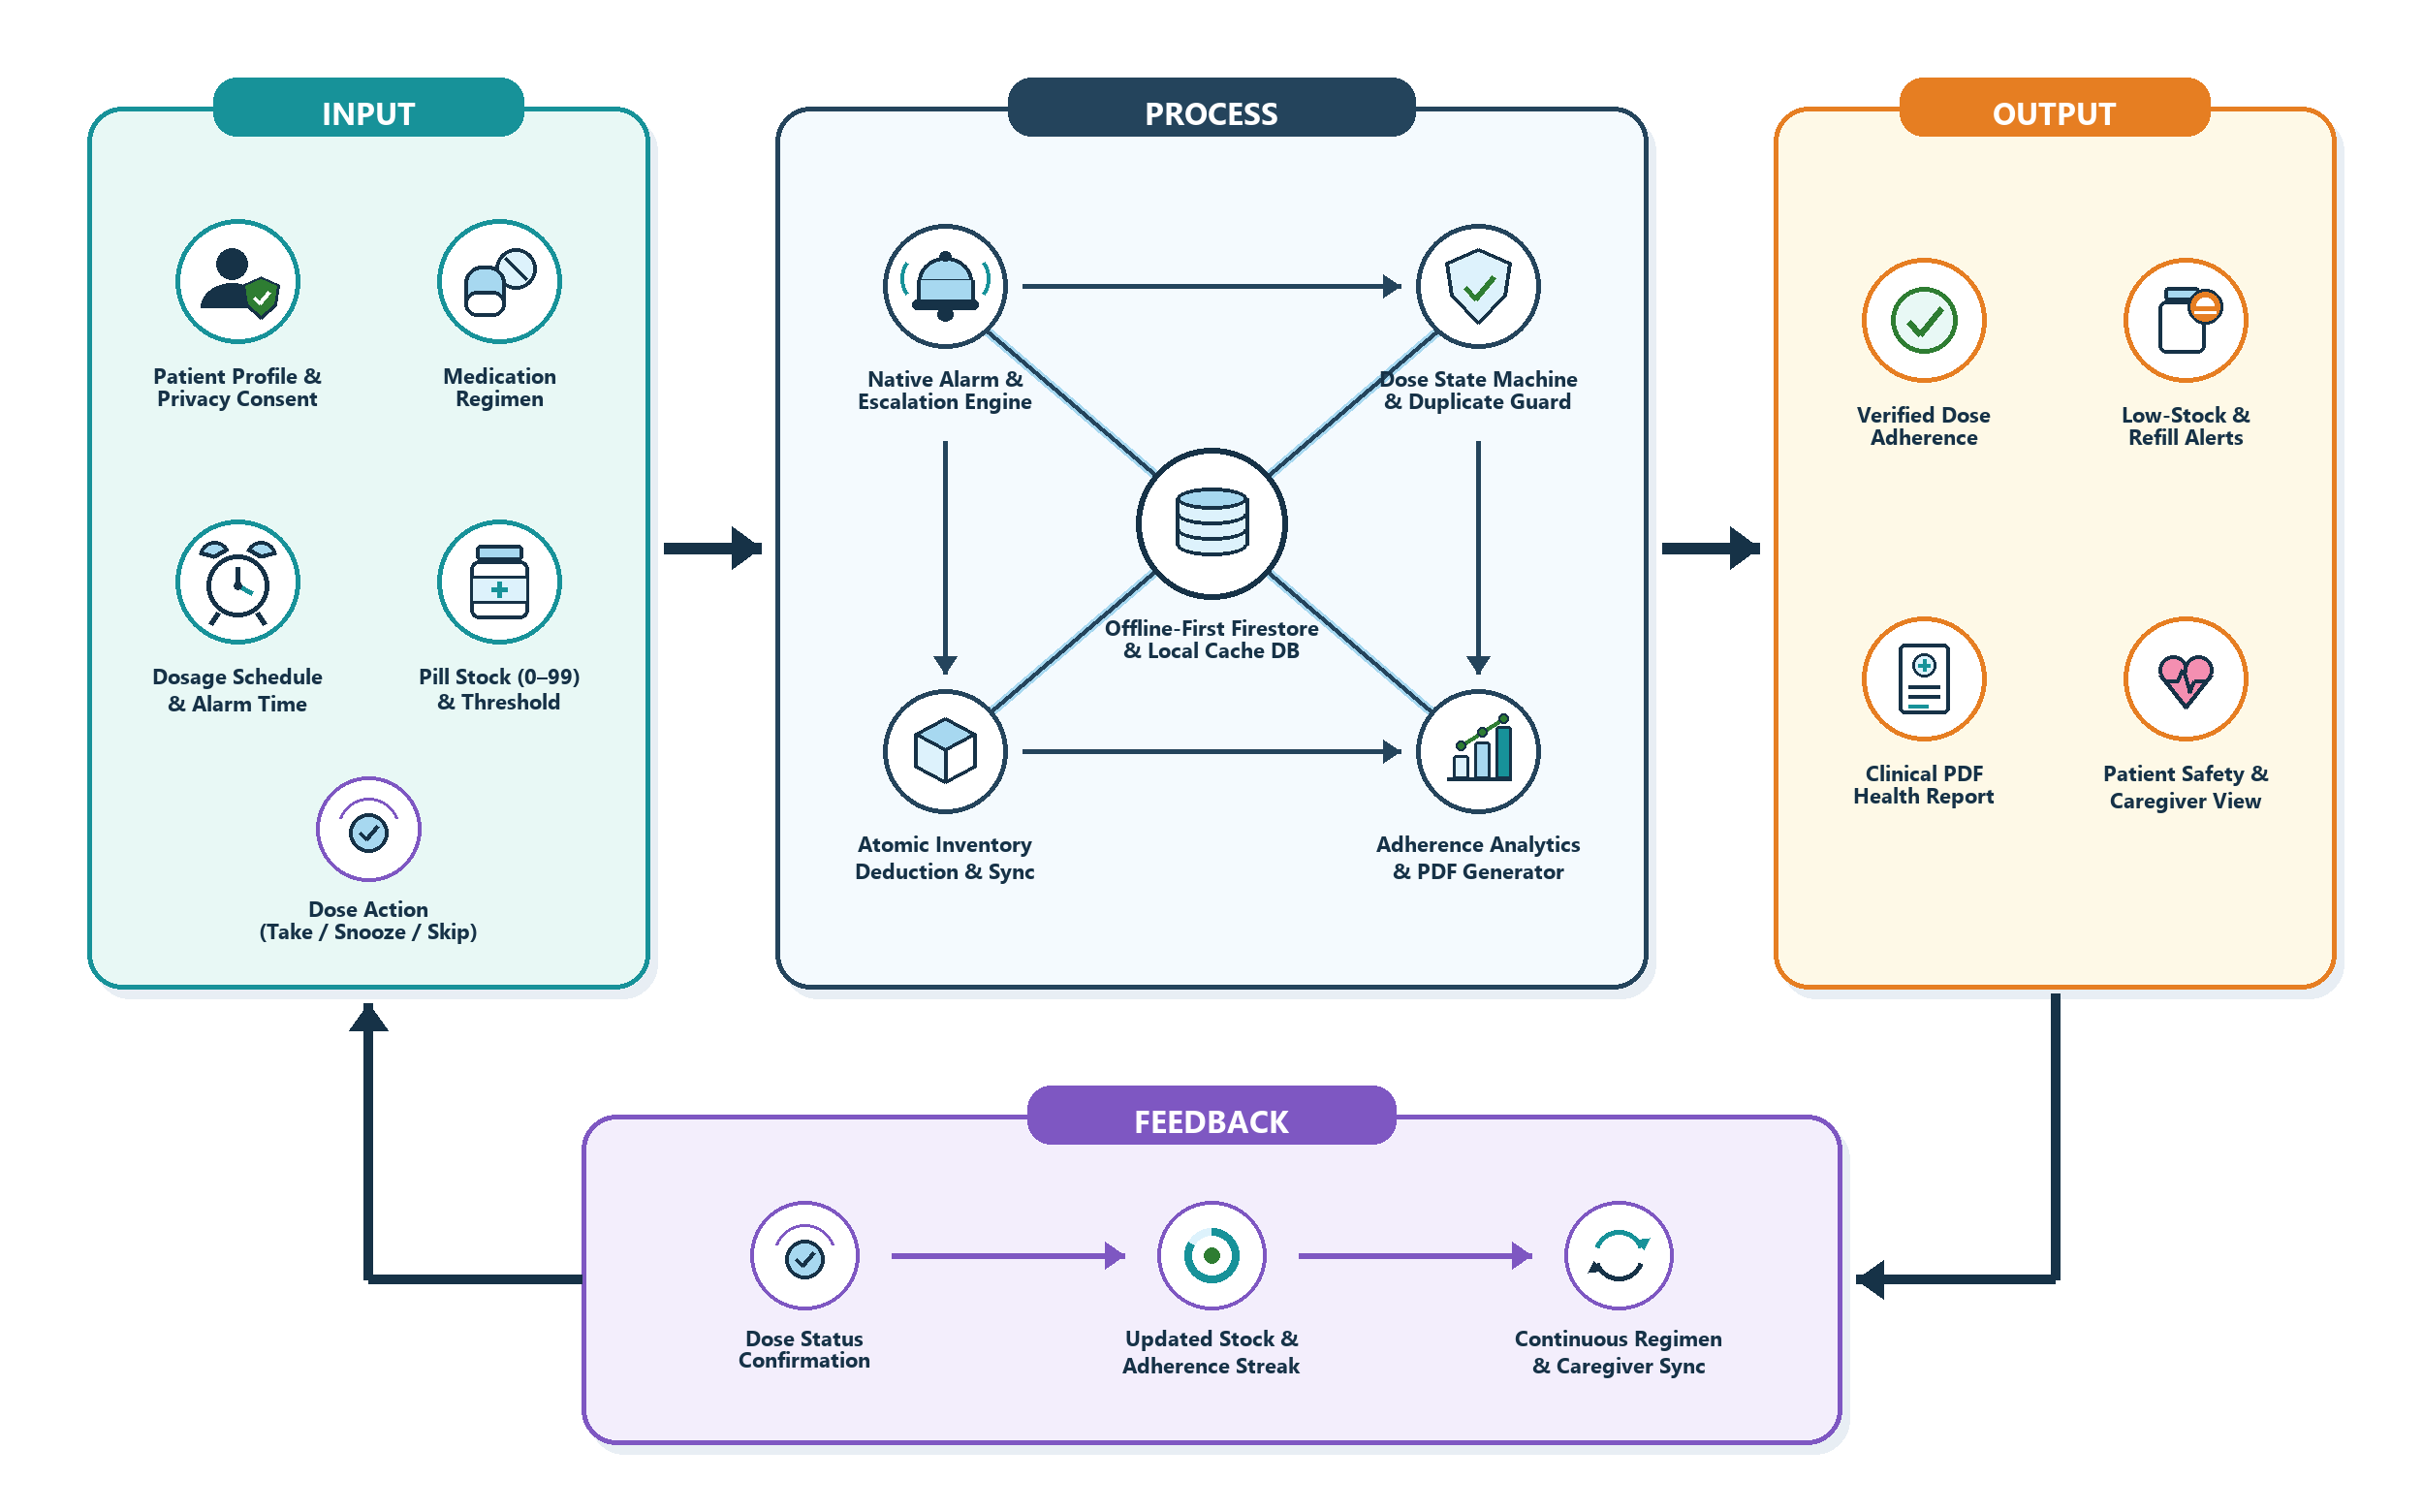 INPUT
Patient Profile &
Privacy Consent
Medication
Regimen
Dosage Schedule
& Alarm Time
Pill Stock (0–99)
& Threshold
Dose Action
(Take / Snooze / Skip)
PROCESS
Native Alarm &
Escalation Engine
Dose State Machine
& Duplicate Guard
Offline-First Firestore
& Local Cache DB
Atomic Inventory
Deduction & Sync
Adherence Analytics
& PDF Generator
OUTPUT
Verified Dose
Adherence
Low-Stock &
Refill Alerts
Clinical PDF
Health Report
Patient Safety &
Caregiver View
FEEDBACK
Dose Status
Confirmation
Updated Stock &
Adherence Streak
Continuous Regimen
& Caregiver Sync